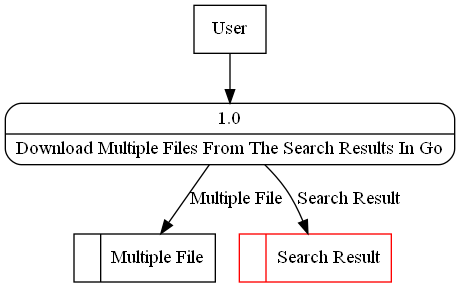 User
1.0
Download Multiple Files From The Search Results In Go
Multiple File
Search Result
Multiple File
Search Result